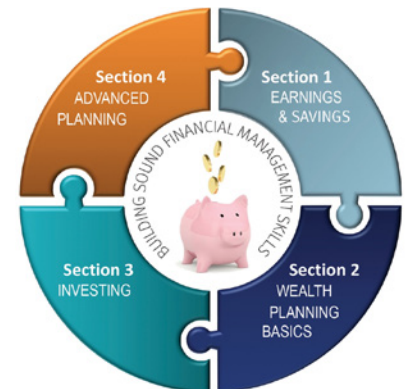 Section 4
ADVANCED
PLANNING
Section 1
EARNINGS
& SAVINGS
BUILDING SOUND FINANCIAL MANAGEMENT SKILLS
Section 3
INVESTING
Section 2
WEALTH
PLANNING
BASICS